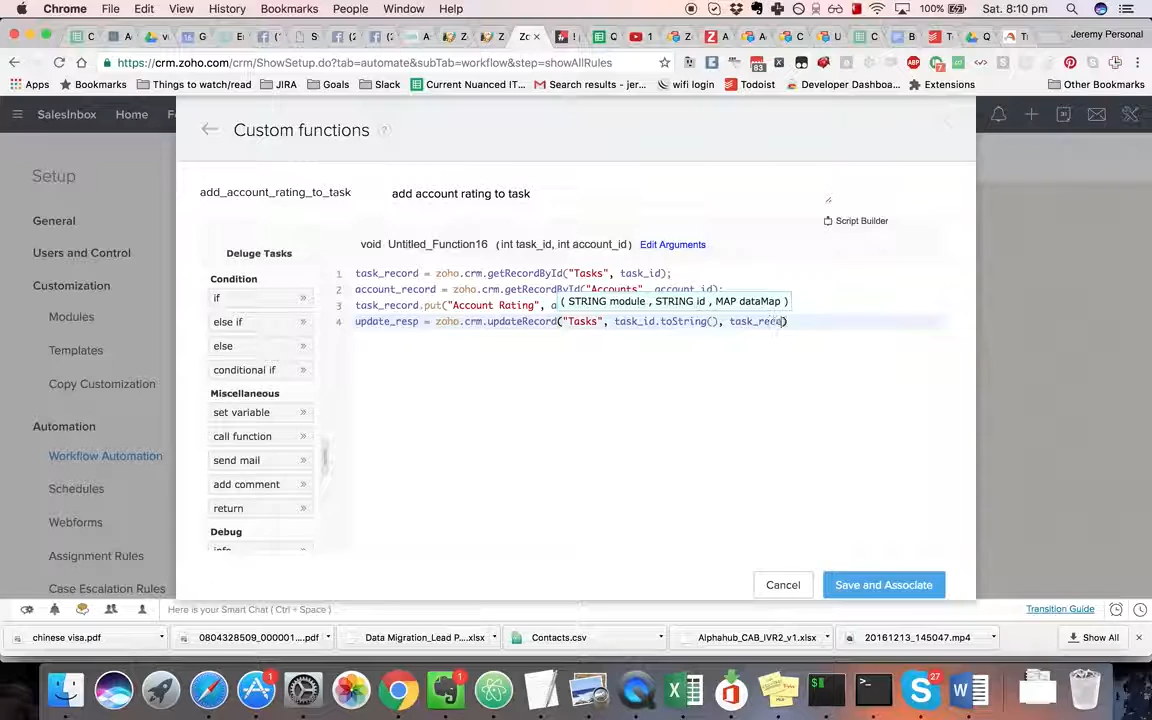 Chrome File Edit View History Bookmarks People Window Help 100% Sat. 8:10 pm
Zo Jeremy Personal
https://crm.zoho.com/crm/ShowSetup.do?tab=automate&subTab=workflow&step=showAllRules
Apps Bookmarks Things to watch/read JIRA Goals Slack Current Nuanced IT... Search results - jer... wifi login Todoist Developer Dashboar... Extensions Other Bookmarks
SalesInbox Home
Custom functions ?
Setup
add_account_rating_to_task add account rating to task
General
Script Builder
Users and Control
Deluge Tasks
void Untitled_Function16 (int task_id, int account_id) Edit Arguments
Customization
Condition
Modules
if
Templates
else if
Copy Customization
else
conditional if
Automation
Miscellaneous
Workflow Automation
set variable
Schedules
call function
Webforms
send mail
Assignment Rules
add comment
Case Escalation Rules
return
Debug
info
1 task_record = zoho.crm.getRecordById("Tasks", task_id);
2 account_record = zoho.crm.getRecordById("Accounts", account_id);
( STRING module , STRING id , MAP dataMap )
3 task_record.put("Account Rating", a
4 update_resp = zoho.crm.updateRecord("Tasks", task_id.toString(), task_reco)
Cancel Save and Associate
Here is your Smart Chat ( Ctrl + Space ) Transition Guide
chinese visa.pdf 0804328509_000001....pdf Data Migration_Lead P....xlsx Contacts.csv Alphahub_CAB_IVR2_v1.xlsx 20161213_145047.mp4 Show All
1 1 27